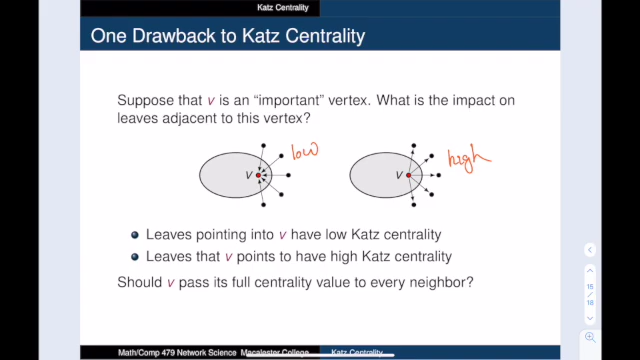 Katz Centrality
One Drawback to Katz Centrality
Suppose that v is an "important" vertex. What is the impact on
leaves adjacent to this vertex?
low
high
v
v
Leaves pointing into v have low Katz centrality
Leaves that v points to have high Katz centrality
Should v pass its full centrality value to every neighbor?
15
/
18
Math/Comp 479 Network Science Macalester College Katz Centrality